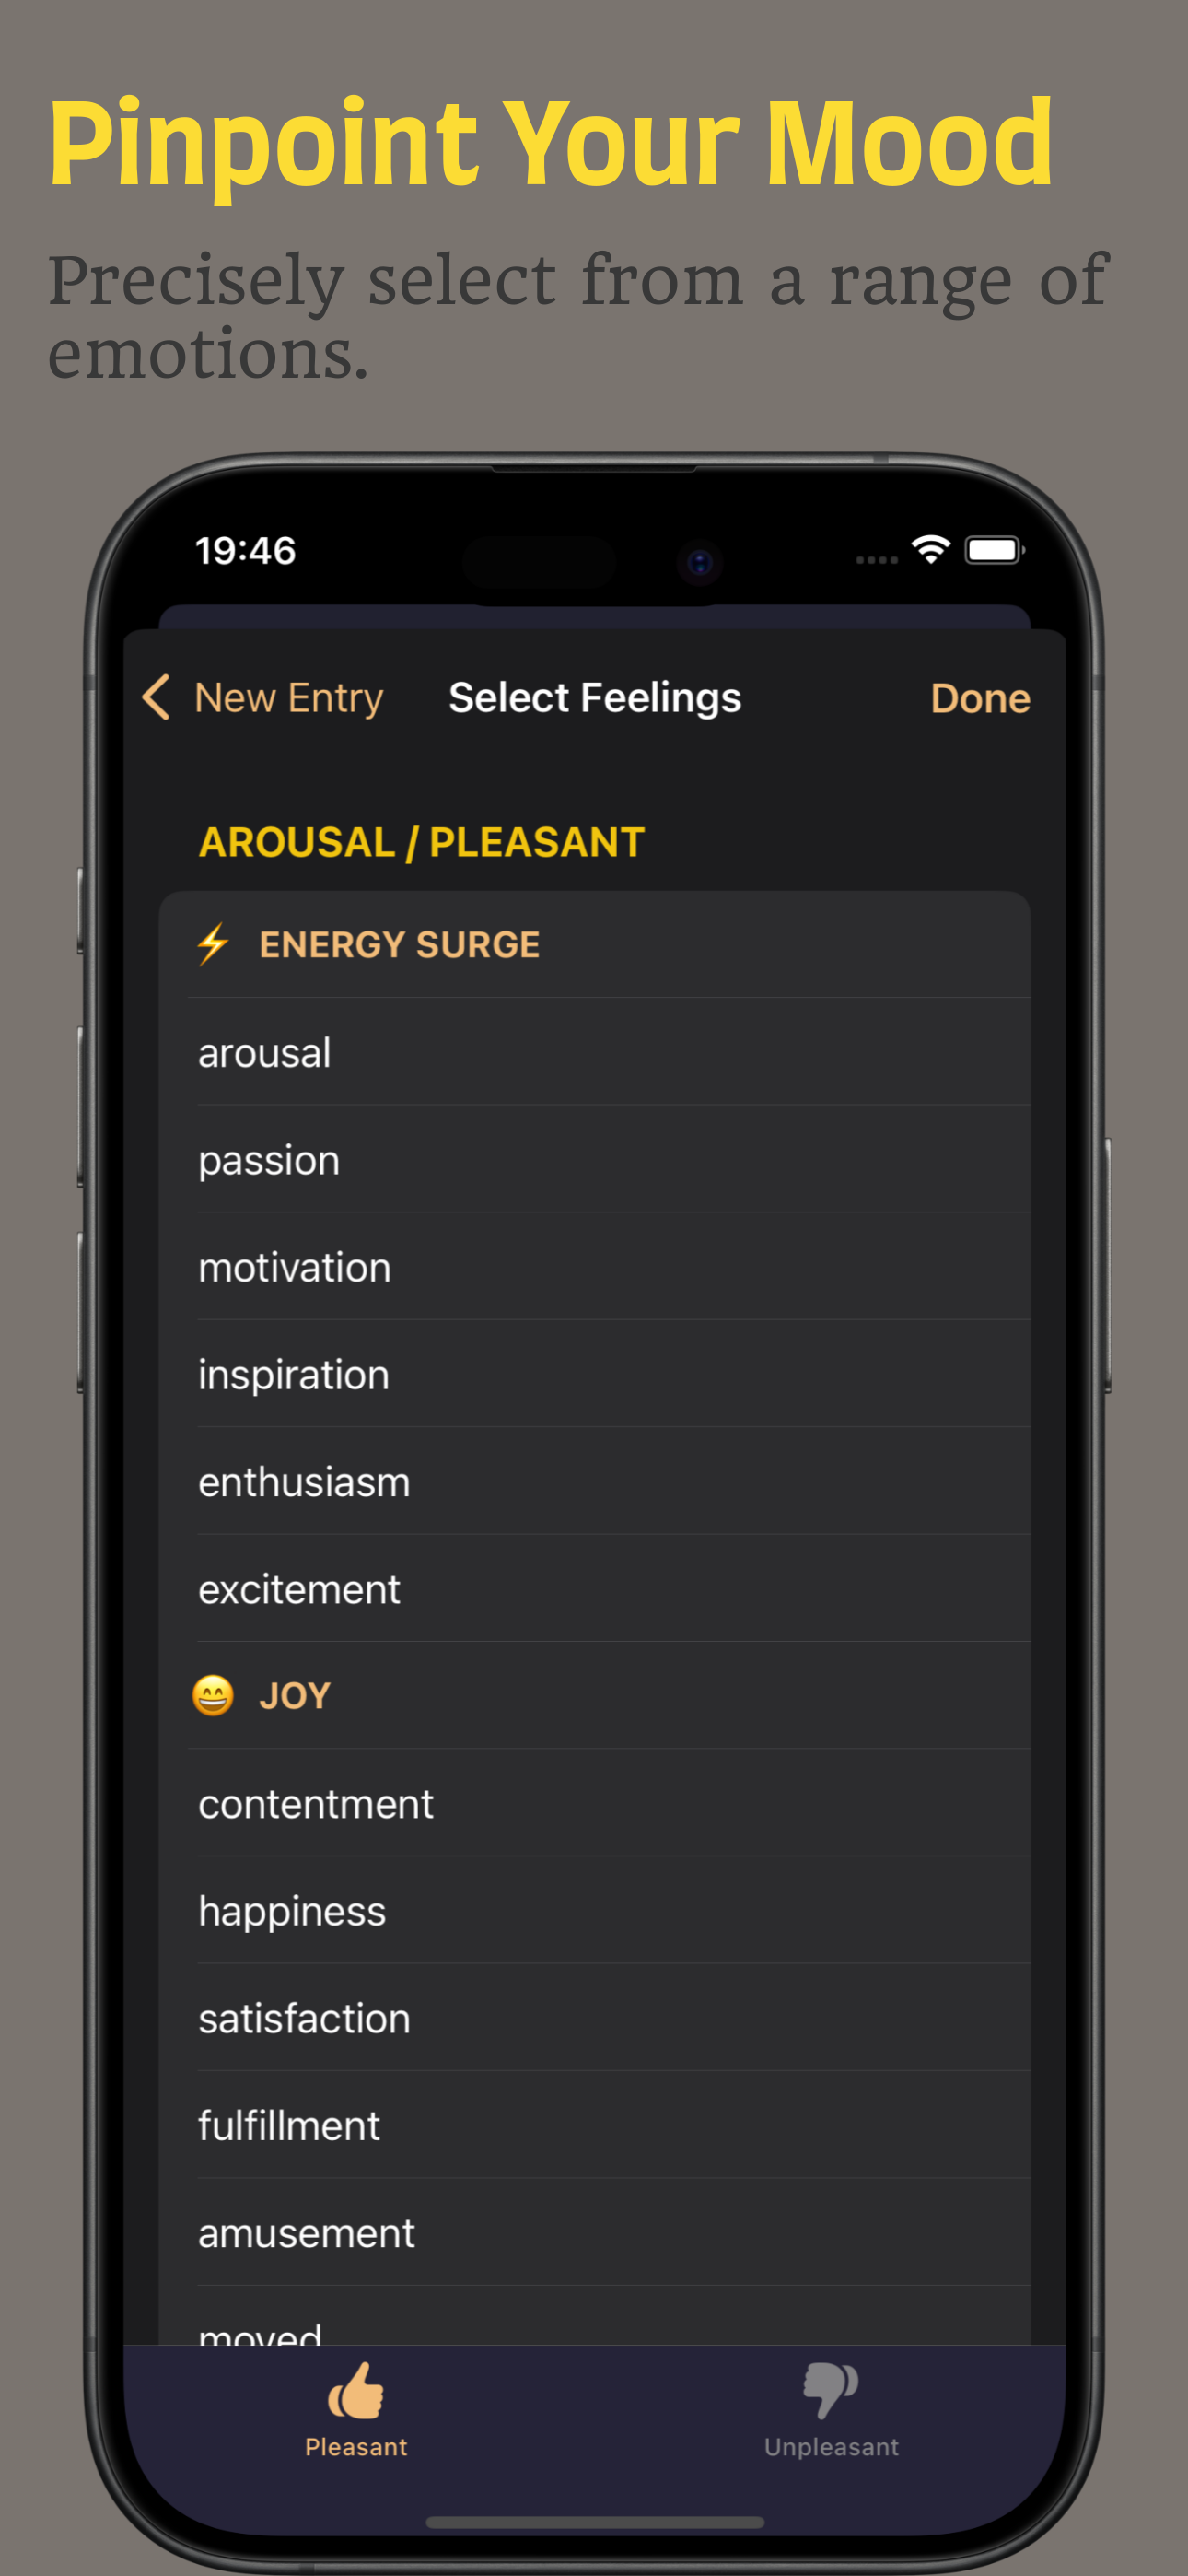 Pinpoint Your Mood
Precisely select from a range of
emotions.
19:46
New Entry
Select Feelings
Done
AROUSAL / PLEASANT
ENERGY SURGE
arousal
passion
motivation
inspiration
enthusiasm
excitement
JOY
contentment
happiness
satisfaction
fulfillment
amusement
moved
Pleasant
Unpleasant